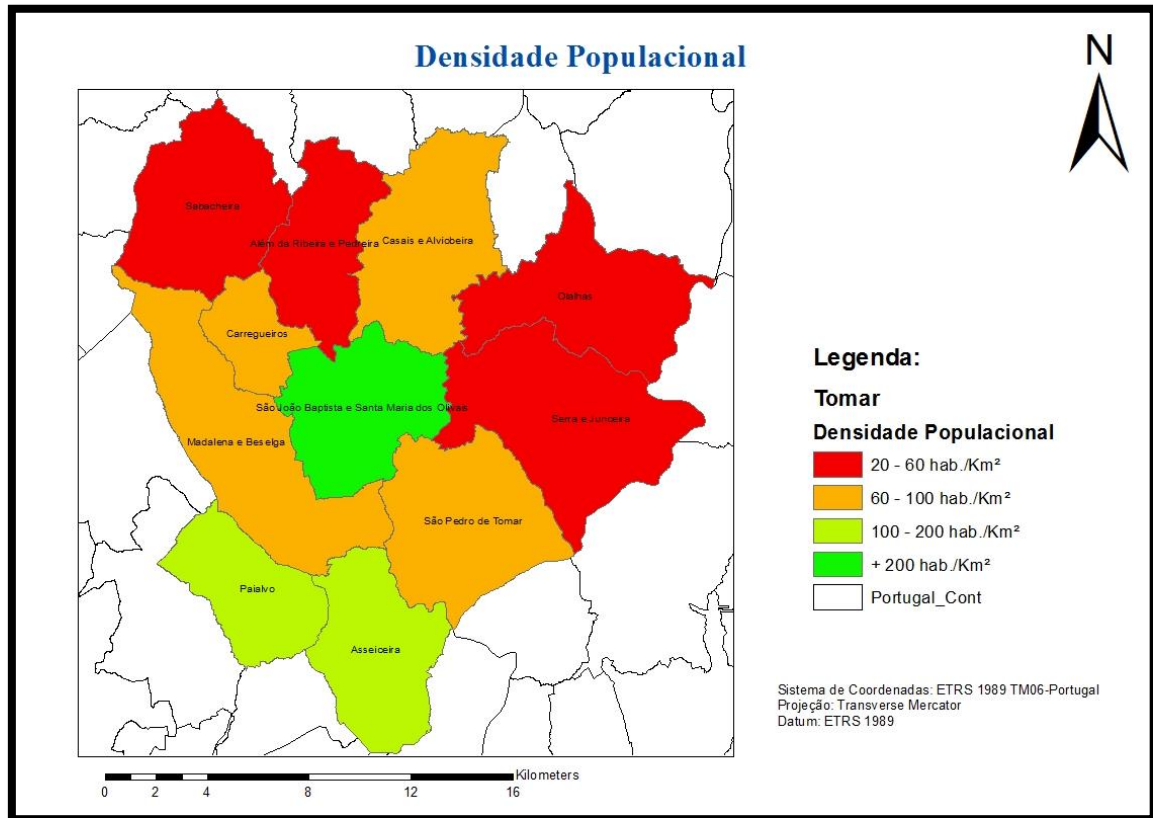 Densidade Populacional
N
Sabacheira
Além da Ribeira e Pedreira
Casais e Alviobeira
Olalhas
Carregueiros
São João Baptista e Santa Maria dos Olivais
Serra e Junceira
Madalena e Beselga
São Pedro de Tomar
Paialvo
Asseiceira
Legenda:
Tomar
Densidade Populacional
20 - 60 hab./Km²
60 - 100 hab./Km²
100 - 200 hab./Km²
+ 200 hab./Km²
Portugal_Cont
Sistema de Coordenadas: ETRS 1989 TM06-Portugal
Projeção: Transverse Mercator
Datum: ETRS 1989
Kilometers
0 2 4 8 12 16